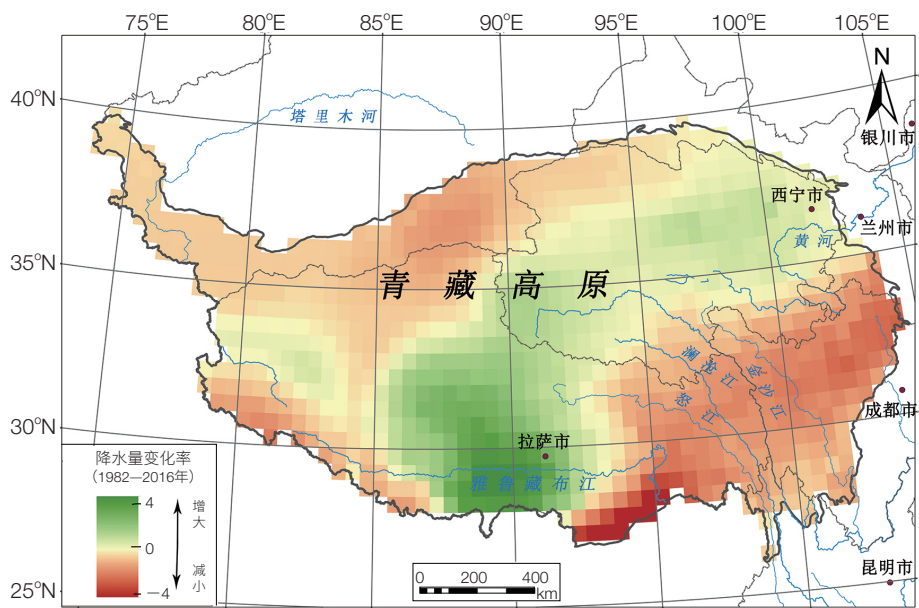 75°E 80°E 85°E 90°E 95°E 100°E 105°E
N
40°N
塔里木河
银川市
西宁市
兰州市
黄河
35°N
青藏高原
澜沧江
金沙江
怒江
成都市
30°N
拉萨市
雅鲁藏布江
降水量变化率
(1982—2016年)
4
增大
0
减小
−4
0 200 400
km
昆明市
25°N